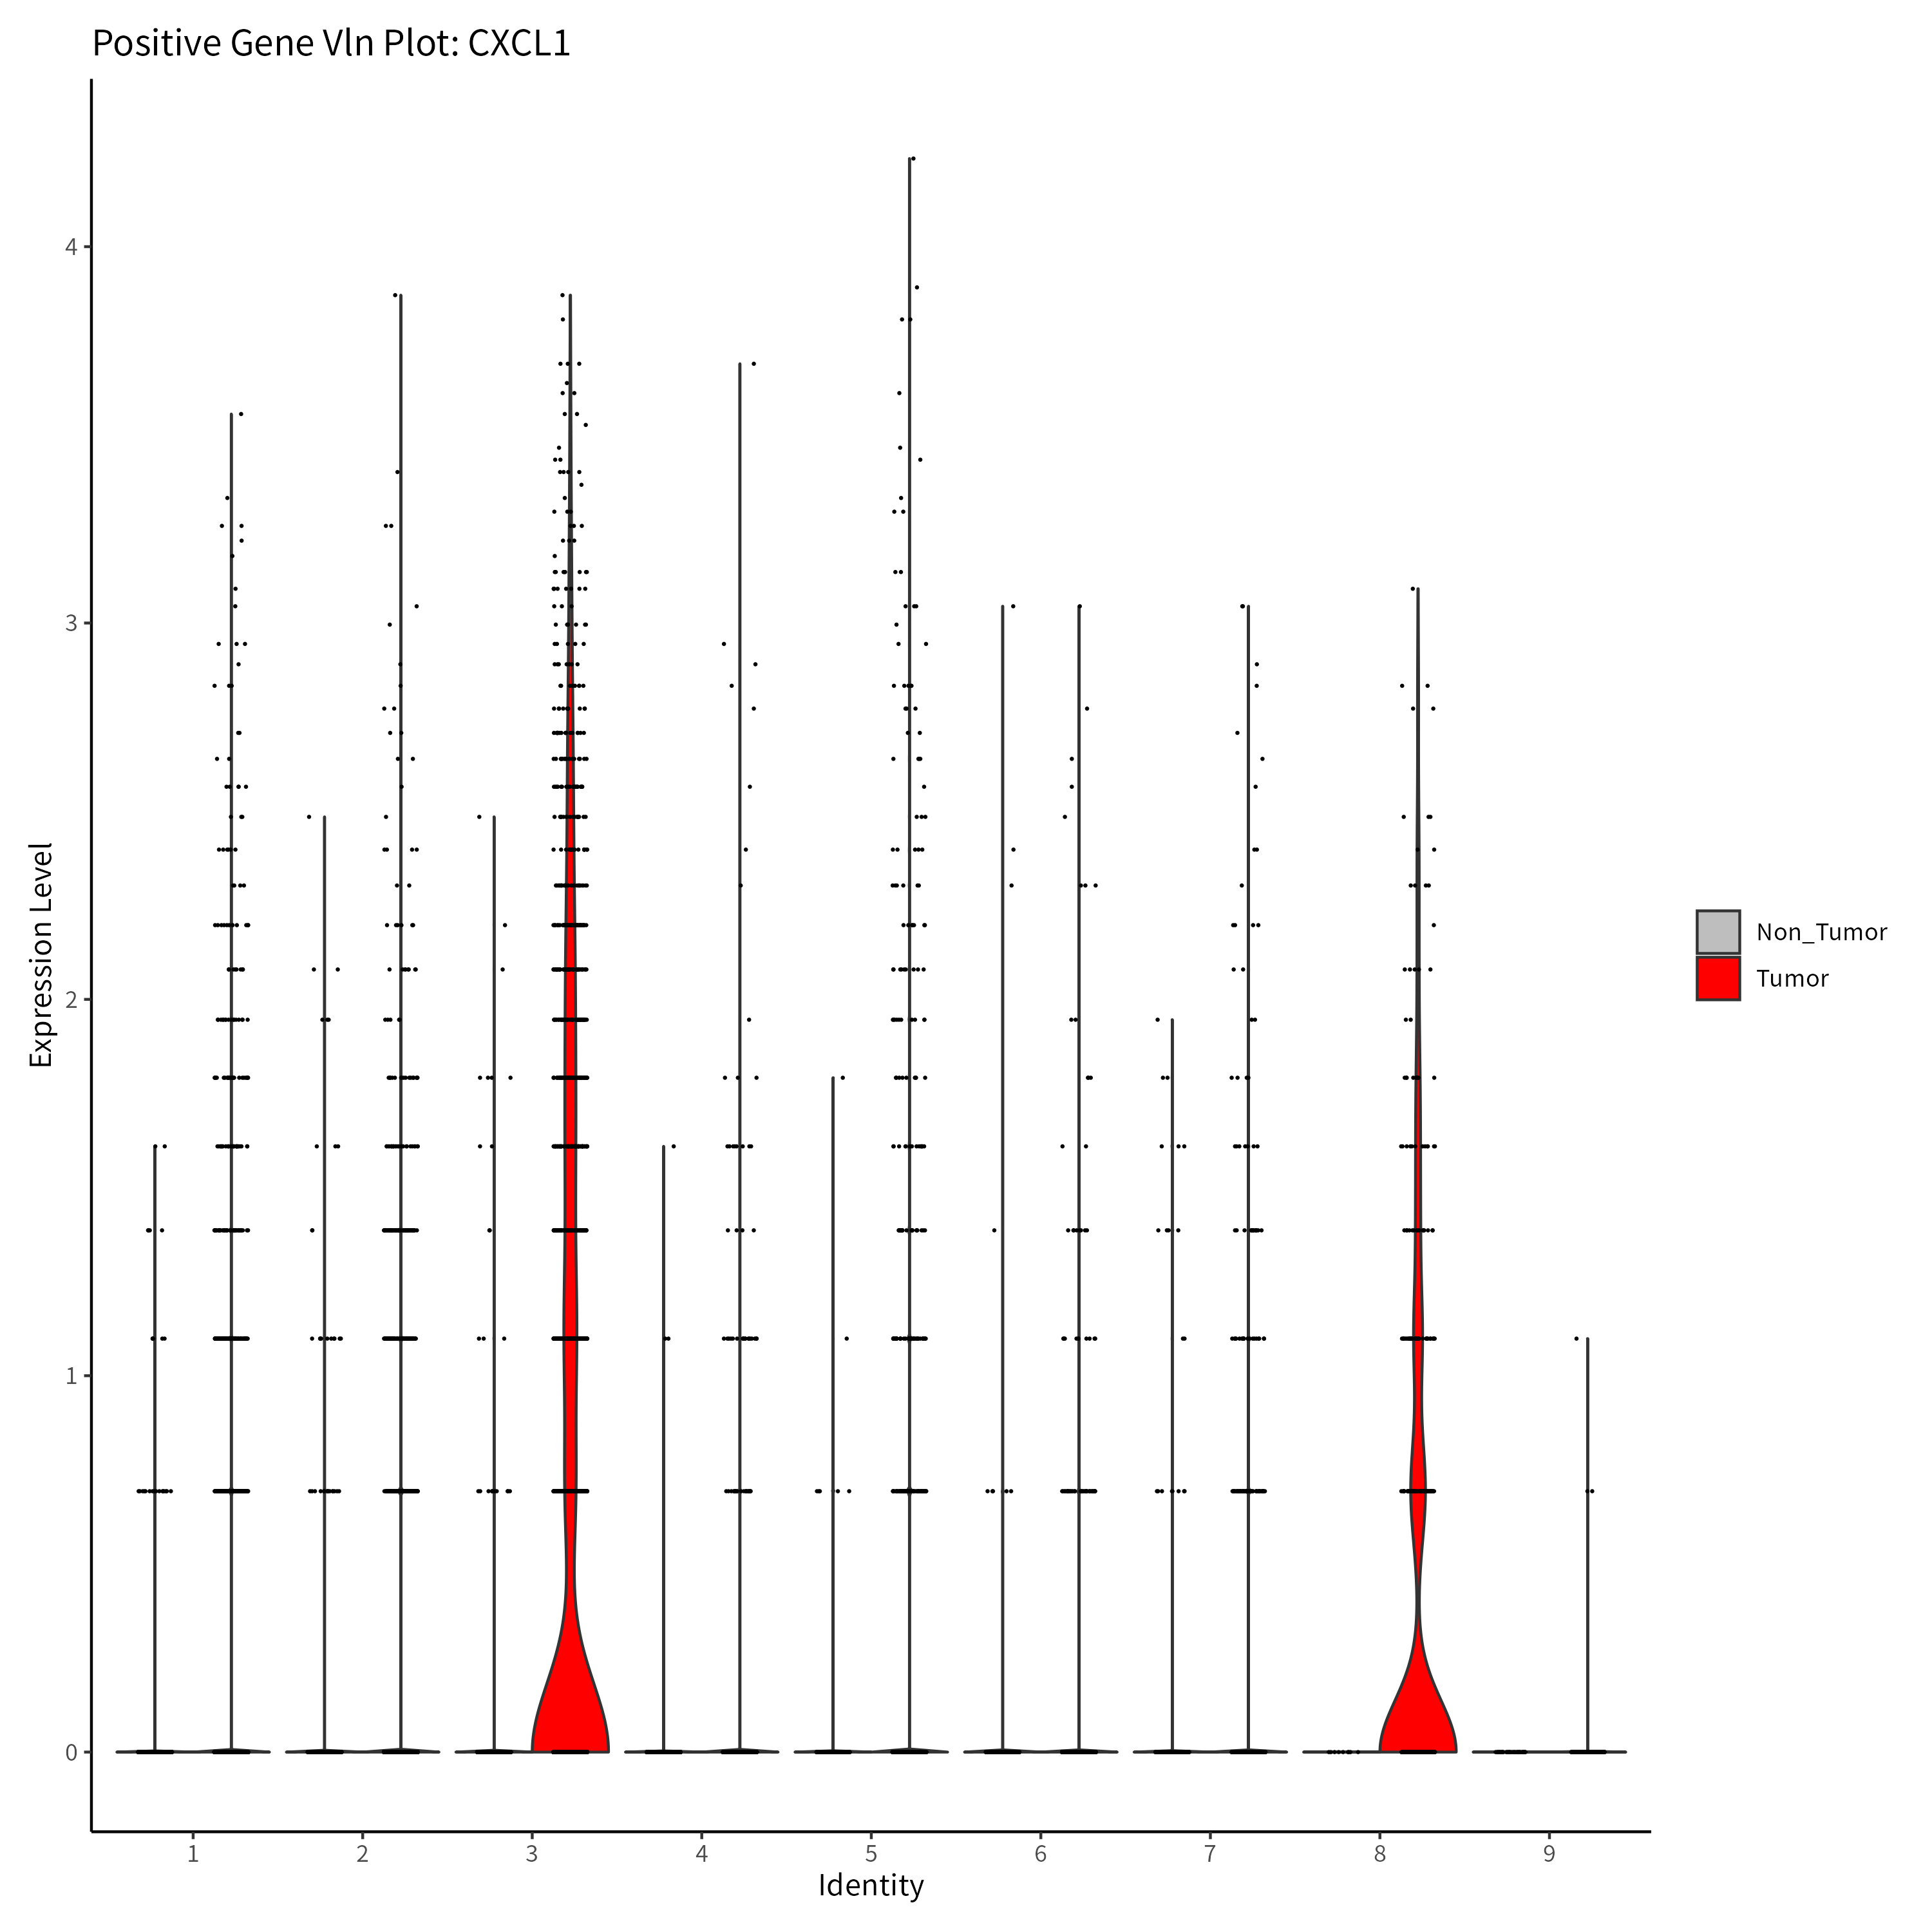 Positive Gene Vln Plot: CXCL1
4
3
2
1
0
Expression Level
1 2 3 4 5 6 7 8 9
Identity
Non_Tumor
Tumor